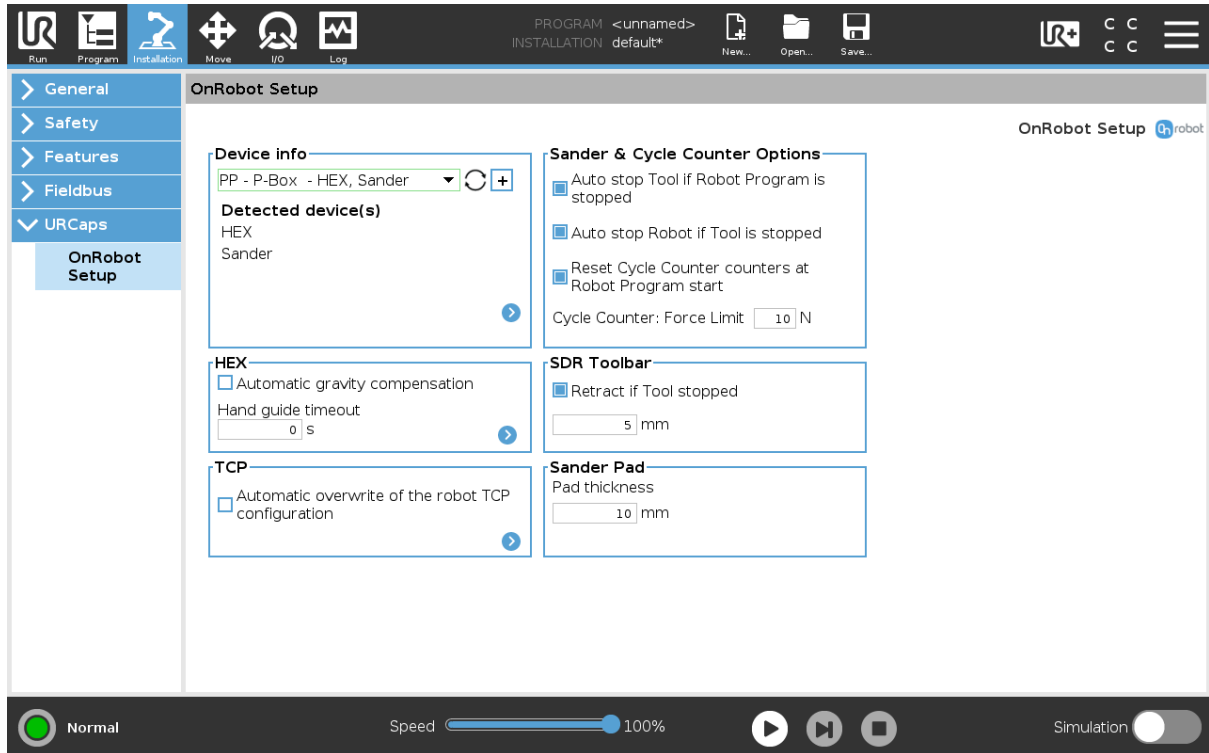 PROGRAM <unnamed>
INSTALLATION default*
Run
Program
Installation
Move
I/O
Log
New...
Open...
Save...
UR+
C C
C C
General
Safety
Features
Fieldbus
URCaps
OnRobot
Setup
OnRobot Setup
OnRobot Setup On robot
Device info
PP - P-Box - HEX, Sander
Detected device(s)
HEX
Sander
Sander & Cycle Counter Options
Auto stop Tool if Robot Program is
stopped
Auto stop Robot if Tool is stopped
Reset Cycle Counter counters at
Robot Program start
Cycle Counter: Force Limit 10 N
HEX
Automatic gravity compensation
Hand guide timeout
0 s
SDR Toolbar
Retract if Tool stopped
5 mm
TCP
Automatic overwrite of the robot TCP
configuration
Sander Pad
Pad thickness
10 mm
Normal
Speed 100%
Simulation